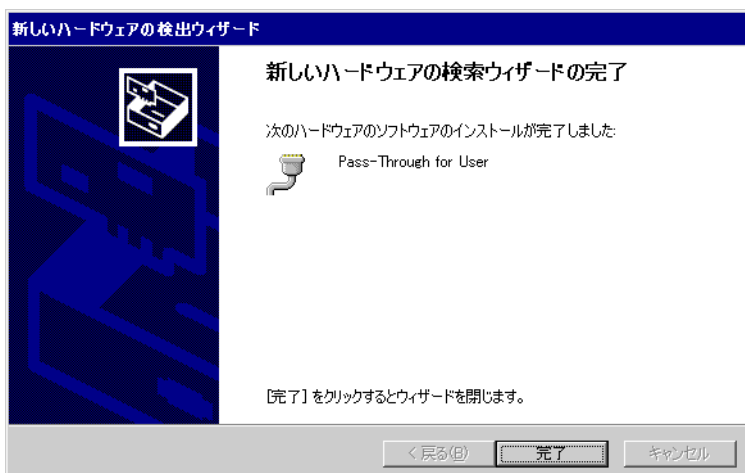 新しいハードウェアの検出ウィザード
新しいハードウェアの検索ウィザードの完了
次のハードウェアのソフトウェアのインストールが完了しました:
Pass-Through for User
[完了] をクリックするとウィザードを閉じます。
< 戻る(B) 完了 キャンセル